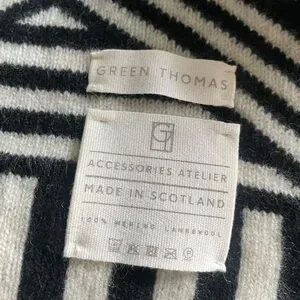 GREEN THOMAS
GT
ACCESSORIES ATELIER
MADE IN SCOTLAND
100% MERINO LAMBSWOOL